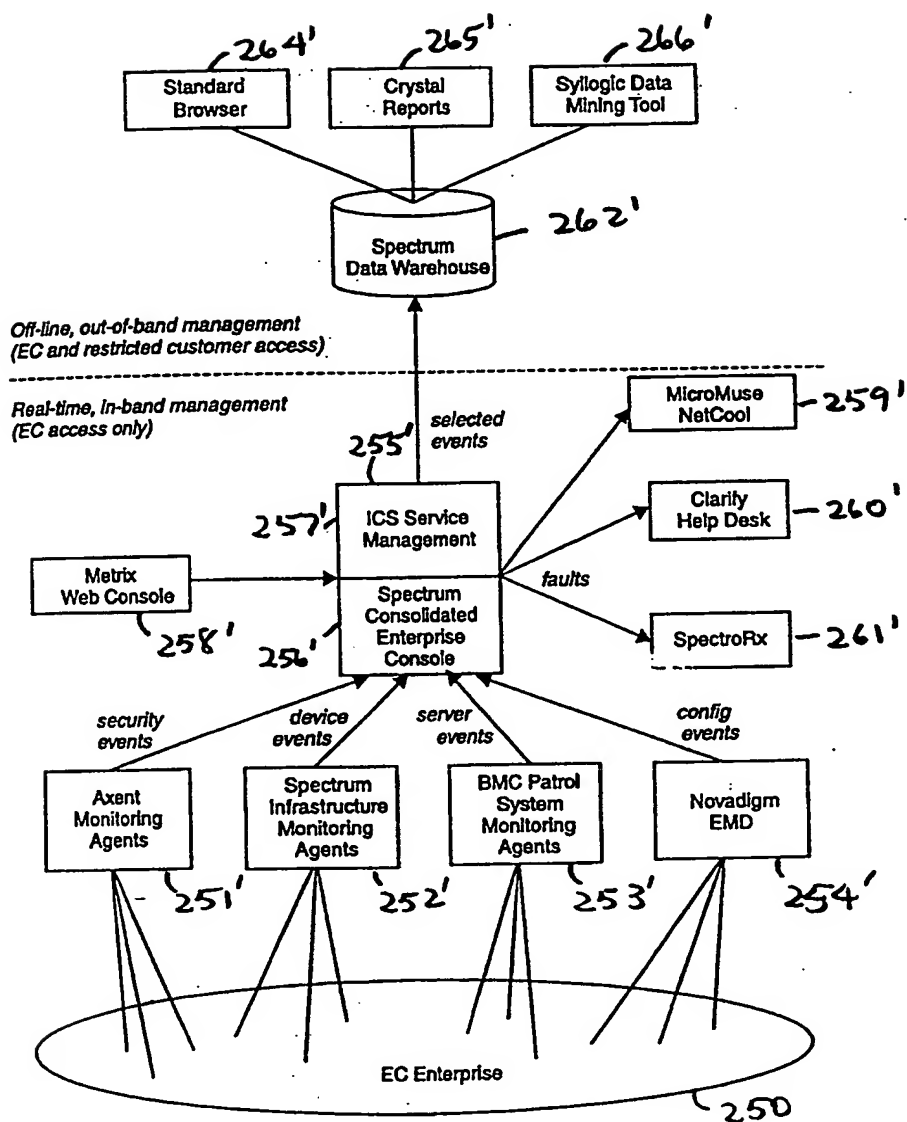 264'
265'
266'
Standard
Browser
Crystal
Reports
Syllogic Data
Mining Tool
Spectrum
Data Warehouse
262'
Off-line, out-of-band management
(EC and restricted customer access)
Real-time, in-band management
(EC access only)
selected
events
MicroMuse
NetCool
259'
255'
257'
ICS Service
Management
Clarify
Help Desk
260'
Metrix
Web Console
258'
faults
Spectrum
Consolidated
Enterprise
Console
256'
SpectroRx
261'
security
events
device
events
server
events
config
events
Axent
Monitoring
Agents
Spectrum
Infrastructure
Monitoring
Agents
BMC Patrol
System
Monitoring
Agents
Novadigm
EMD
251'
252'
253'
254'
EC Enterprise
250